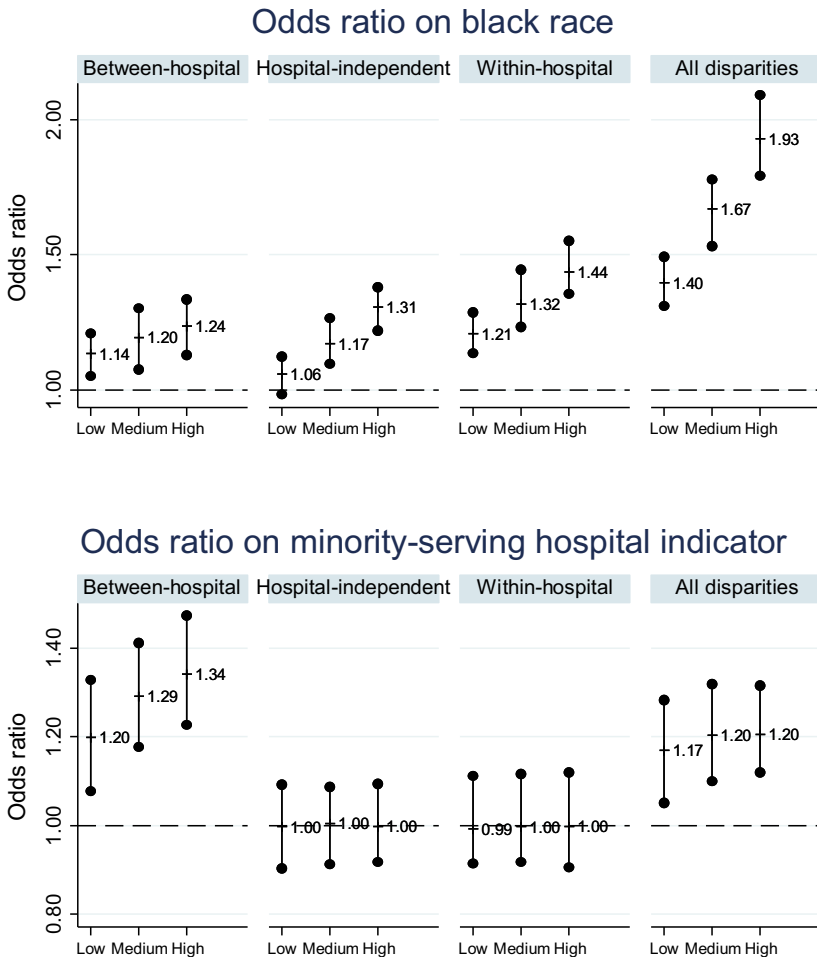 Odds ratio on black race
Between-hospital Hospital-independent Within-hospital All disparities
Odds ratio
2.00
1.50
1.00
1.14 1.20 1.24
1.06 1.17 1.31
1.21 1.32 1.44
1.40 1.67 1.93
Low Medium High Low Medium High Low Medium High Low Medium High
Odds ratio on minority-serving hospital indicator
Between-hospital Hospital-independent Within-hospital All disparities
Odds ratio
1.40
1.20
1.00
0.80
1.20 1.29 1.34
1.00 1.00 1.00
0.99 1.00 1.00
1.17 1.20 1.20
Low Medium High Low Medium High Low Medium High Low Medium High